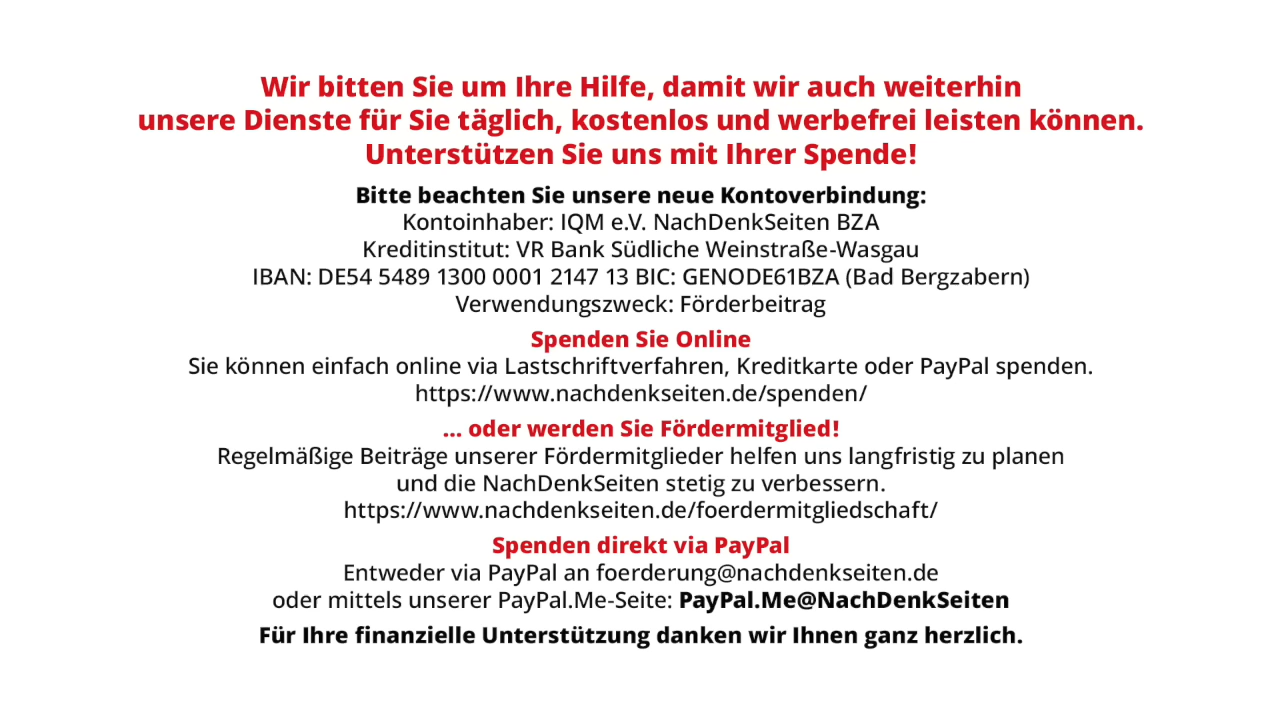 Wir bitten Sie um Ihre Hilfe, damit wir auch weiterhin
unsere Dienste für Sie täglich, kostenlos und werbefrei leisten können.
Unterstützen Sie uns mit Ihrer Spende!
Bitte beachten Sie unsere neue Kontoverbindung:
Kontoinhaber: IQM e.V. NachDenkSeiten BZA
Kreditinstitut: VR Bank Südliche Weinstraße-Wasgau
IBAN: DE54 5489 1300 0001 2147 13 BIC: GENODE61BZA (Bad Bergzabern)
Verwendungszweck: Förderbeitrag
Spenden Sie Online
Sie können einfach online via Lastschriftverfahren, Kreditkarte oder PayPal spenden.
https://www.nachdenkseiten.de/spenden/
... oder werden Sie Fördermitglied!
Regelmäßige Beiträge unserer Fördermitglieder helfen uns langfristig zu planen
und die NachDenkSeiten stetig zu verbessern.
https://www.nachdenkseiten.de/foerdermitgliedschaft/
Spenden direkt via PayPal
Entweder via PayPal an foerderung@nachdenkseiten.de
oder mittels unserer PayPal.Me-Seite: PayPal.Me@NachDenkSeiten
Für Ihre finanzielle Unterstützung danken wir Ihnen ganz herzlich.